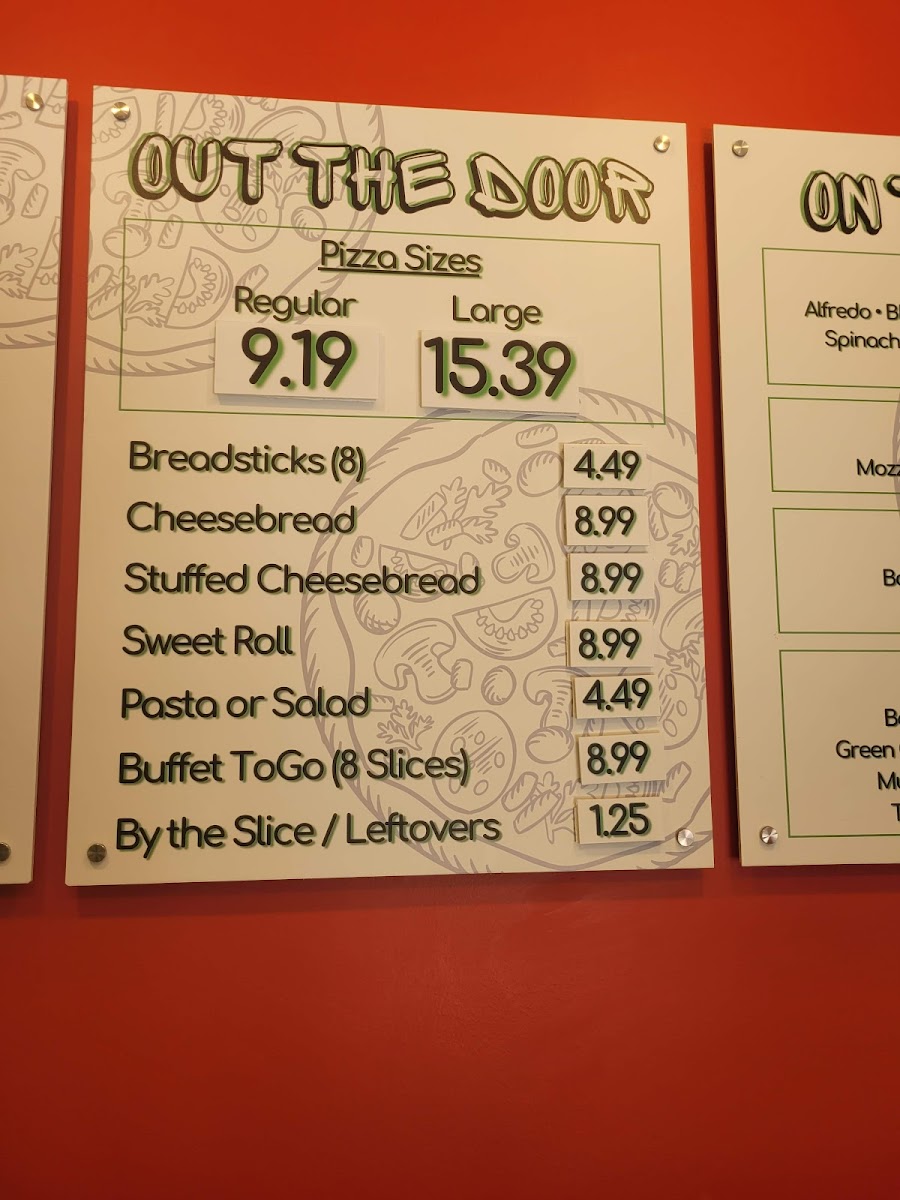 OUT THE DOOR
Pizza Sizes
Regular Large
9.19 15.39
Breadsticks (8) 4.49
Cheesebread 8.99
Stuffed Cheesebread 8.99
Sweet Roll 8.99
Pasta or Salad 4.49
Buffet ToGo (8 Slices) 8.99
By the Slice / Leftovers 1.25
ON
Alfredo •
Spinach
Green